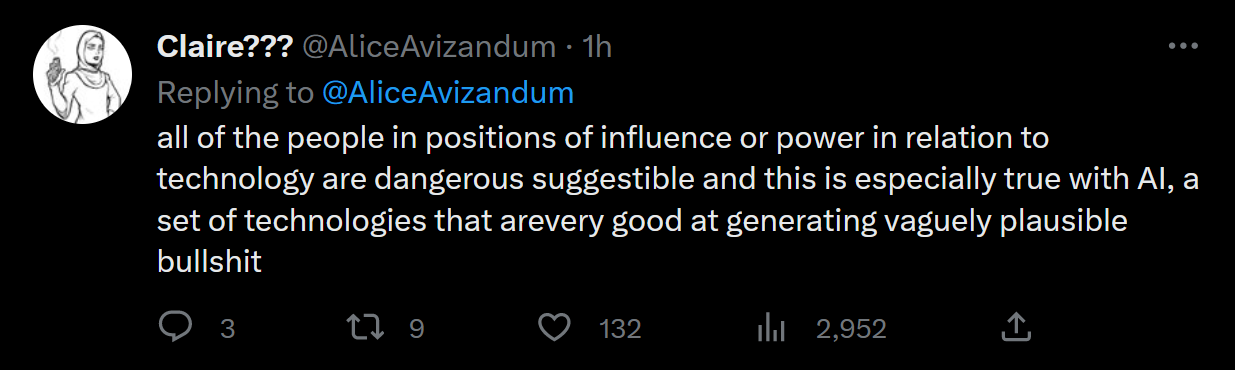 Claire??? @AliceAvizandum · 1h
Replying to @AliceAvizandum
all of the people in positions of influence or power in relation to
technology are dangerous suggestible and this is especially true with AI, a
set of technologies that arevery good at generating vaguely plausible
bullshit
3 9 132 2,952